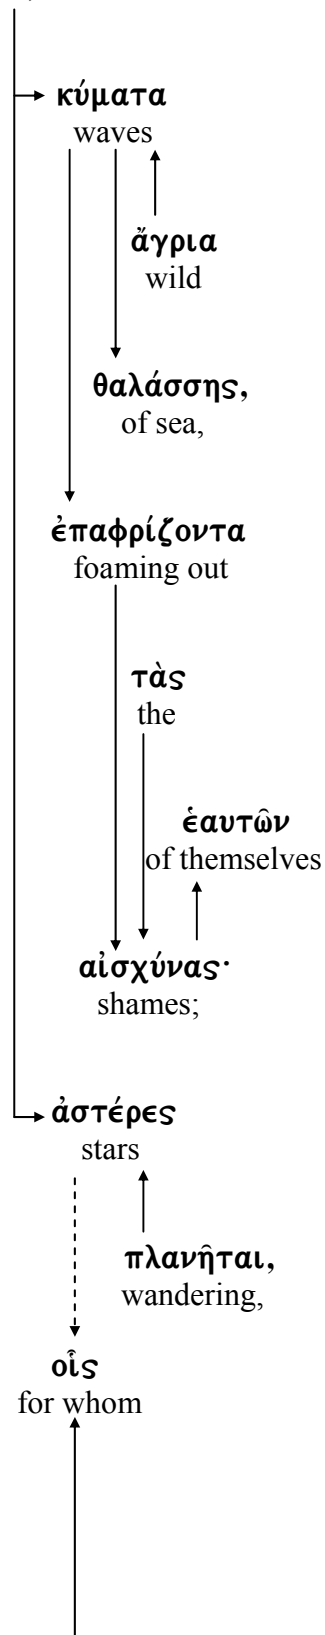 κύματα
waves
ἄγρια
wild
θαλάσσης,
of sea,
ἐπαφρίζοντα
foaming out
τὰς
the
ἑαυτῶν
of themselves
αἰσχύνας·
shames;
ἀστέρες
stars
πλανῆται,
wandering,
οἷς
for whom